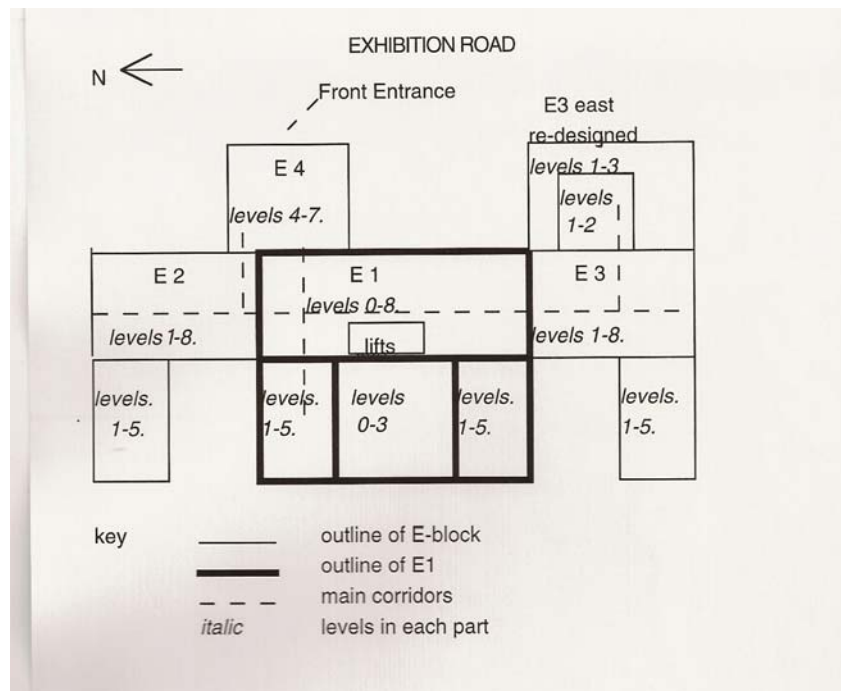 EXHIBITION ROAD
N
Front Entrance
E3 east
re-designed
levels 1-3
levels
1-2
E 4
levels 4-7.
E 2
levels 1-8.
E 1
levels 0-8.
lifts
E 3
levels 1-8.
levels.
1-5.
levels.
1-5.
levels
0-3
levels.
1-5.
levels.
1-5.
key
outline of E-block
outline of E1
main corridors
italic levels in each part